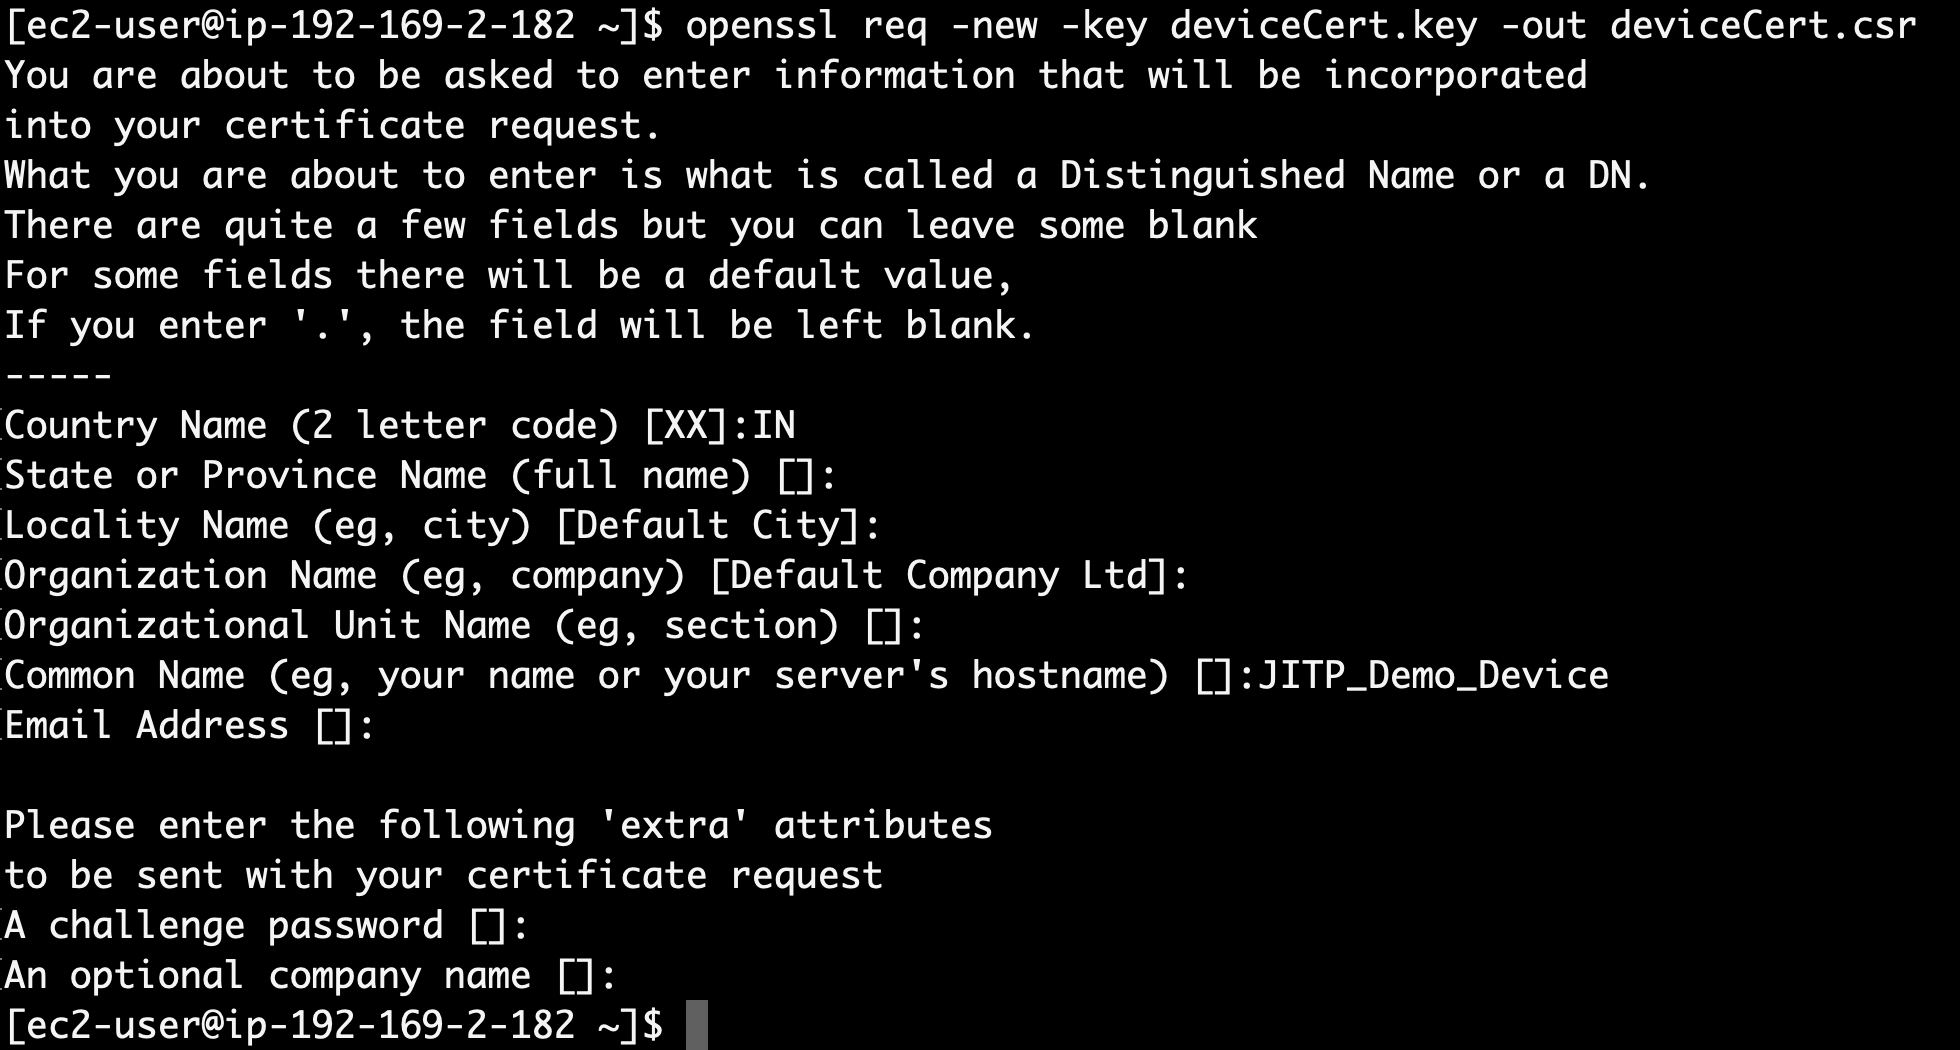 [ec2-user@ip-192-169-2-182 ~]$ openssl req -new -key deviceCert.key -out deviceCert.csr
You are about to be asked to enter information that will be incorporated
into your certificate request.
What you are about to enter is what is called a Distinguished Name or a DN.
There are quite a few fields but you can leave some blank
For some fields there will be a default value,
If you enter '.', the field will be left blank.
-----
Country Name (2 letter code) [XX]:IN
State or Province Name (full name) []:
Locality Name (eg, city) [Default City]:
Organization Name (eg, company) [Default Company Ltd]:
Organizational Unit Name (eg, section) []:
Common Name (eg, your name or your server's hostname) []:JITP_Demo_Device
Email Address []:
Please enter the following 'extra' attributes
to be sent with your certificate request
A challenge password []:
An optional company name []:
[ec2-user@ip-192-169-2-182 ~]$